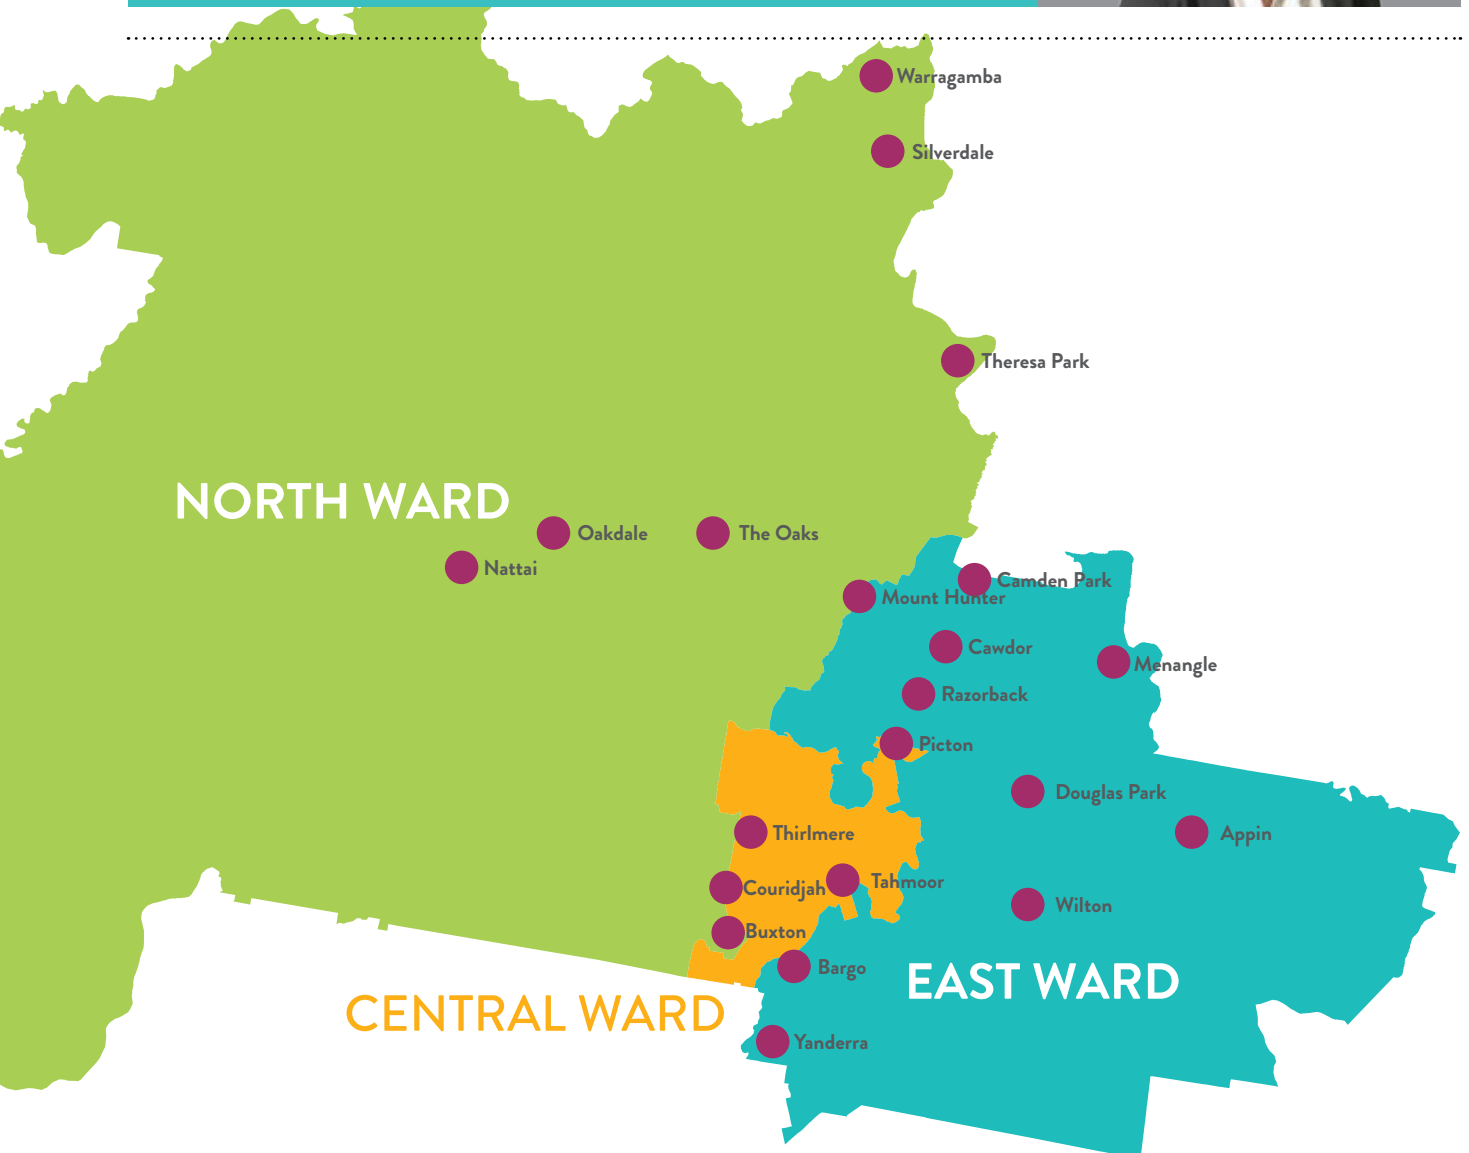 Warragamba
Silverdale
Theresa Park
NORTH WARD
Oakdale
The Oaks
Nattai
Camden Park
Mount Hunter
Cawdor
Menangle
Razorback
Picton
Douglas Park
Thirlmere
Appin
Tahmoor
Couridjah
Wilton
Buxton
Bargo
EAST WARD
CENTRAL WARD
Yanderra